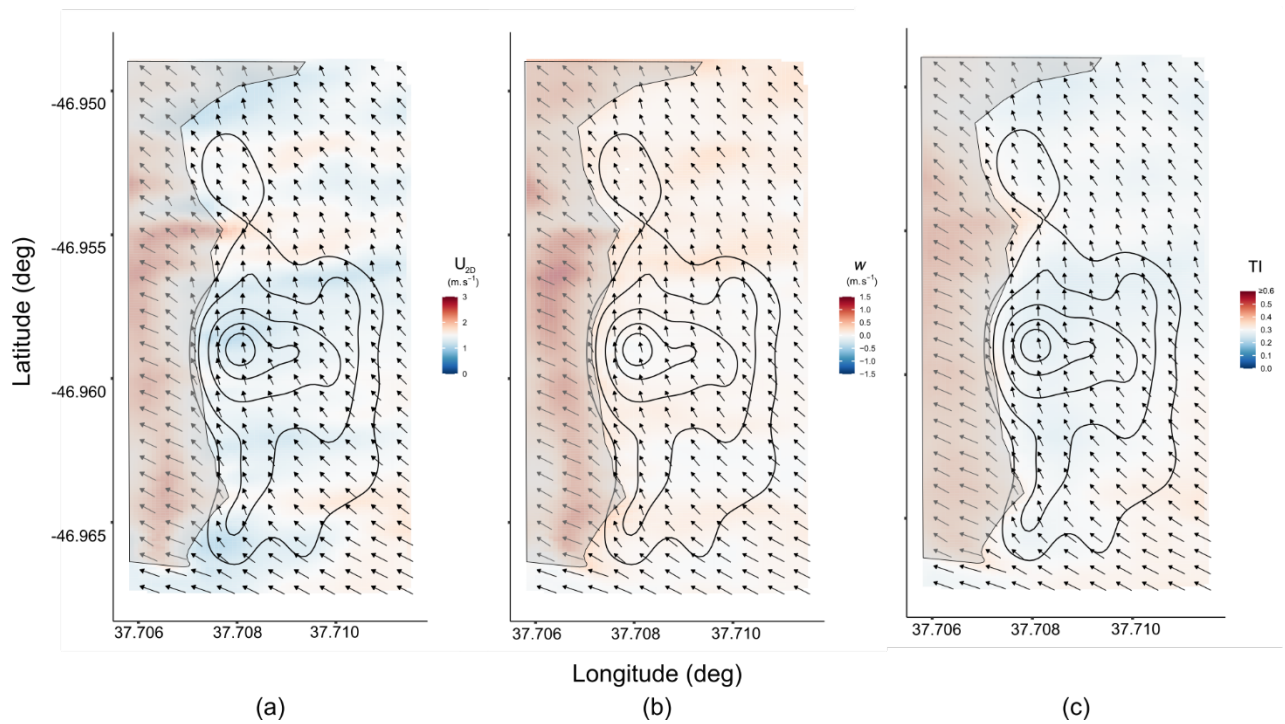 -46.950
-46.955
-46.960
-46.965
Latitude (deg)
37.706 37.708 37.710
U2D
(m.s⁻¹)
3
2
1
0
37.706 37.708 37.710
w
(m.s⁻¹)
1.5
1.0
0.5
0.0
−0.5
−1.0
−1.5
37.706 37.708 37.710
TI
≥0.6
0.5
0.4
0.3
0.2
0.1
0.0
Longitude (deg)
(a) (b) (c)